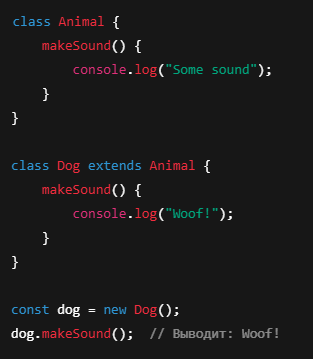 class Animal {
    makeSound() {
        console.log("Some sound");
    }
}

class Dog extends Animal {
    makeSound() {
        console.log("Woof!");
    }
}

const dog = new Dog();
dog.makeSound();  // Выводит: Woof!